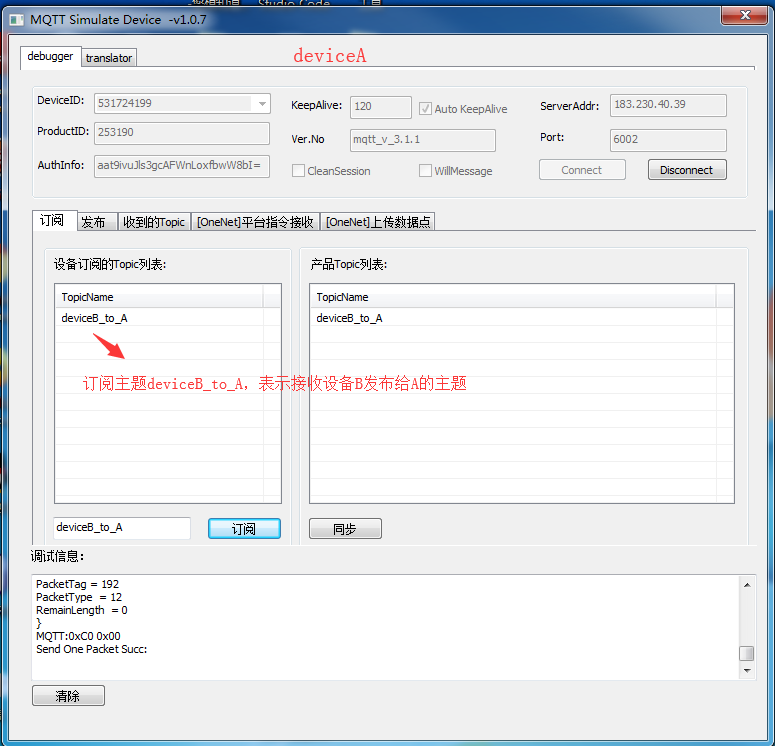 MQTT Simulate Device -v1.0.7
debugger
translator
deviceA
DeviceID:
531724199
KeepAlive:
120
Auto KeepAlive
ServerAddr:
183.230.40.39
ProductID:
253190
Ver.No
mqtt_v_3.1.1
Port:
6002
AuthInfo:
aat9ivuJls3gcAFWnLoxfbwW8bI=
CleanSession
WillMessage
Connect
Disconnect
订阅
发布
收到的Topic
[OneNet]平台指令接收
[OneNet]上传数据点
设备订阅的Topic列表:
产品Topic列表:
TopicName
TopicName
deviceB_to_A
deviceB_to_A
订阅主题deviceB_to_A，表示接收设备B发布给A的主题
deviceB_to_A
订阅
同步
调试信息:
PacketTag = 192
PacketType = 12
RemainLength = 0
}
MQTT:0xC0 0x00
Send One Packet Succ:
清除